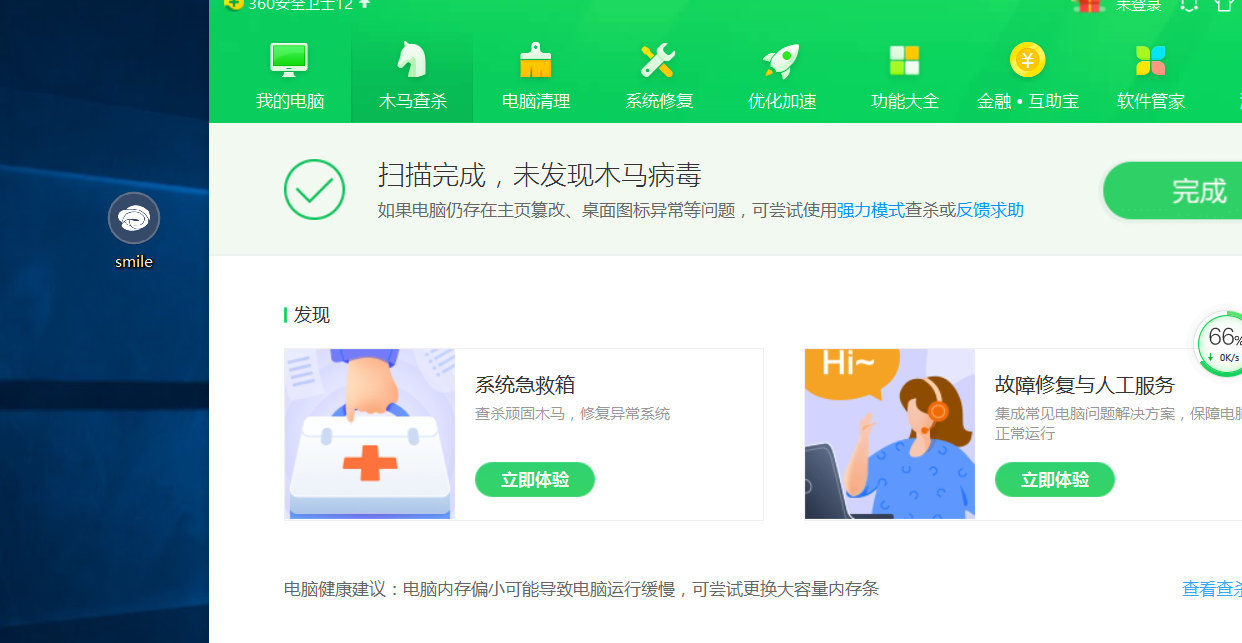 360安全卫士12
未登录
我的电脑 木马查杀 电脑清理 系统修复 优化加速 功能大全 金融•互助宝 软件管家
扫描完成，未发现木马病毒
完成
如果电脑仍存在主页篡改、桌面图标异常等问题，可尝试使用强力模式查杀或反馈求助
smile
发现
66%
0K/s
Hi~
系统急救箱
查杀顽固木马，修复异常系统
立即体验
故障修复与人工服务
集成常见电脑问题解决方案，保障电脑
正常运行
立即体验
电脑健康建议：电脑内存偏小可能导致电脑运行缓慢，可尝试更换大容量内存条
查看查杀